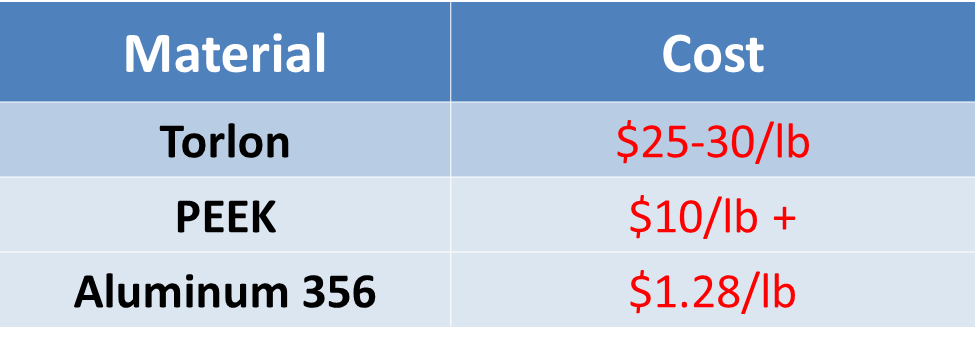 Material Cost
Torlon $25-30/lb
PEEK $10/lb +
Aluminum 356 $1.28/lb